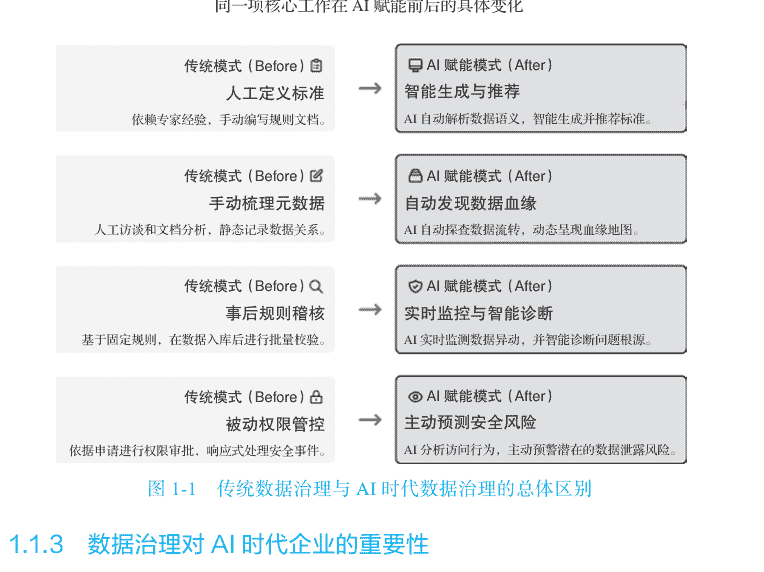 同一项核心工作在 AI 赋能前后的具体变化
传统模式（Before）
人工定义标准
依赖专家经验，手动编写规则文档。
AI 赋能模式（After）
智能生成与推荐
AI 自动解析数据语义，智能生成并推荐标准。
传统模式（Before）
手动梳理元数据
人工访谈和文档分析，静态记录数据关系。
AI 赋能模式（After）
自动发现数据血缘
AI 自动探查数据流转，动态呈现血缘地图。
传统模式（Before）
事后规则稽核
基于固定规则，在数据入库后进行批量校验。
AI 赋能模式（After）
实时监控与智能诊断
AI 实时监测数据异动，并智能诊断问题根源。
传统模式（Before）
被动权限管控
依据申请进行权限审批，响应式处理安全事件。
AI 赋能模式（After）
主动预测安全风险
AI 分析访问行为，主动预警潜在的数据泄露风险。
图 1-1 传统数据治理与 AI 时代数据治理的总体区别
1.1.3 数据治理对 AI 时代企业的重要性